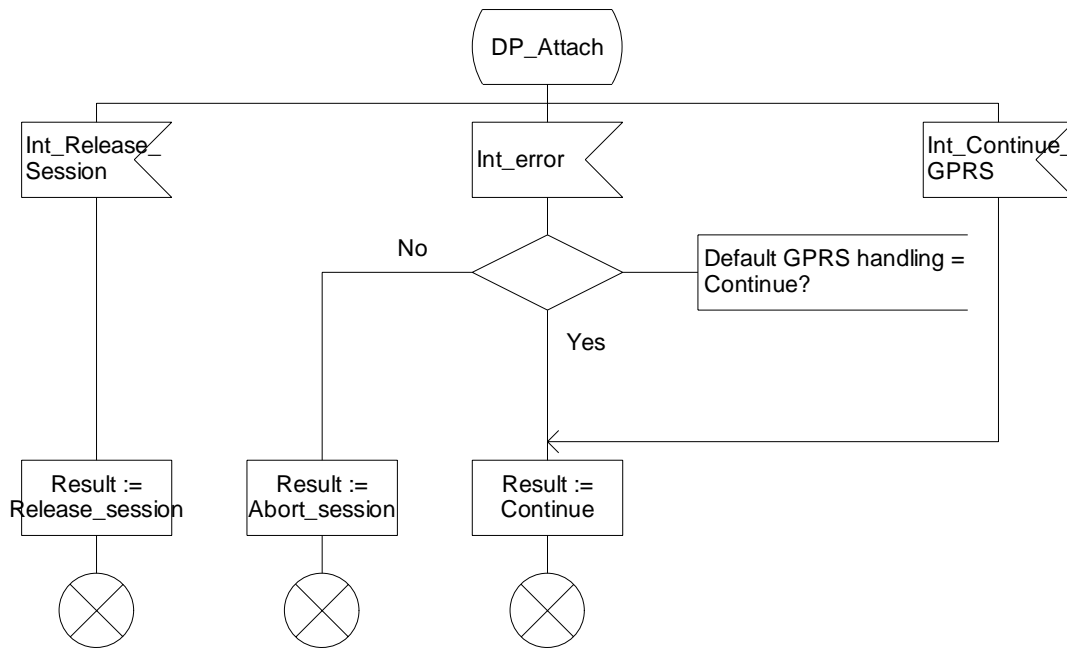 DP_Attach
Int_Release_
Session
Int_error
Int_Continue_
GPRS
No
Default GPRS handling =
Continue?
Yes
Result :=
Release_session
Result :=
Abort_session
Result :=
Continue